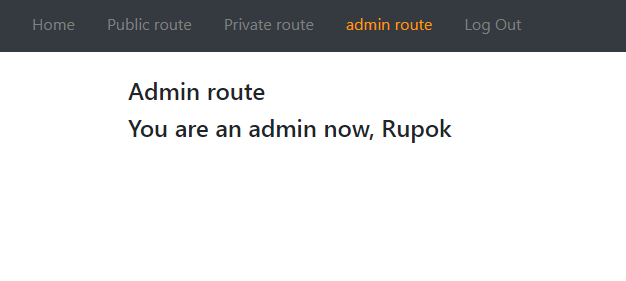 Home Public route Private route admin route Log Out
Admin route
You are an admin now, Rupok